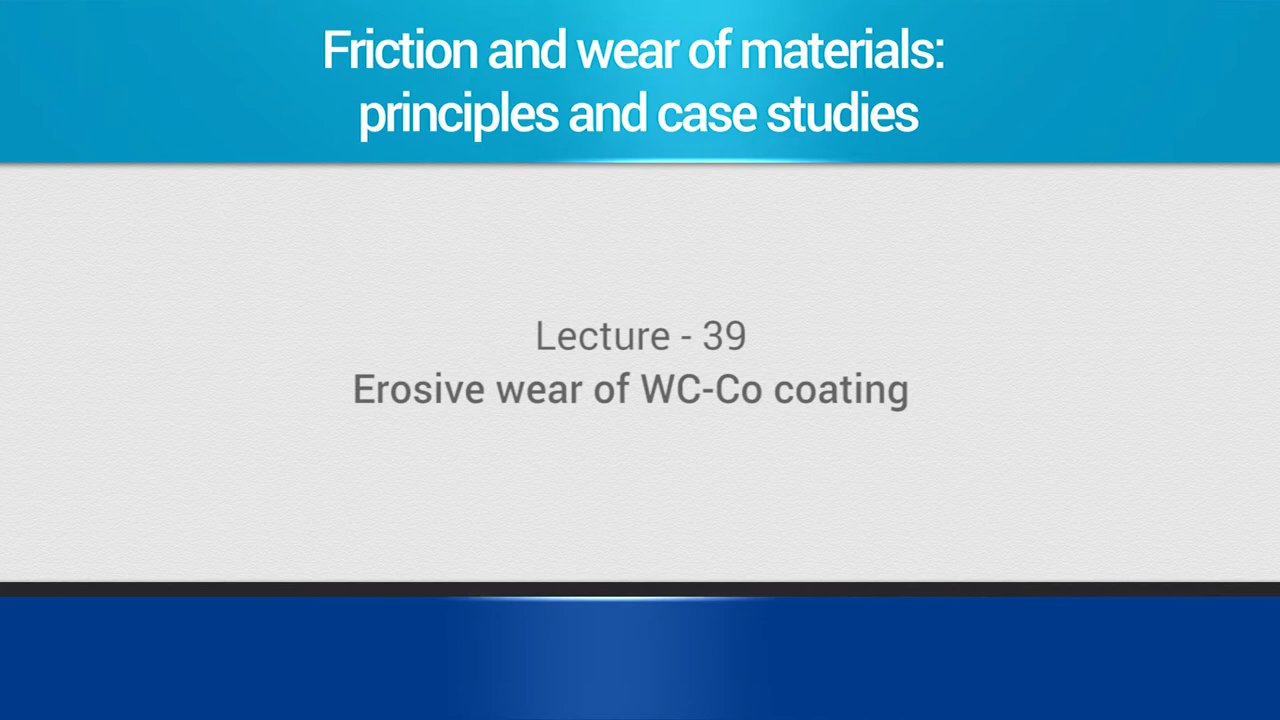 Friction and wear of materials:
principles and case studies
Lecture - 39
Erosive wear of WC-Co coating